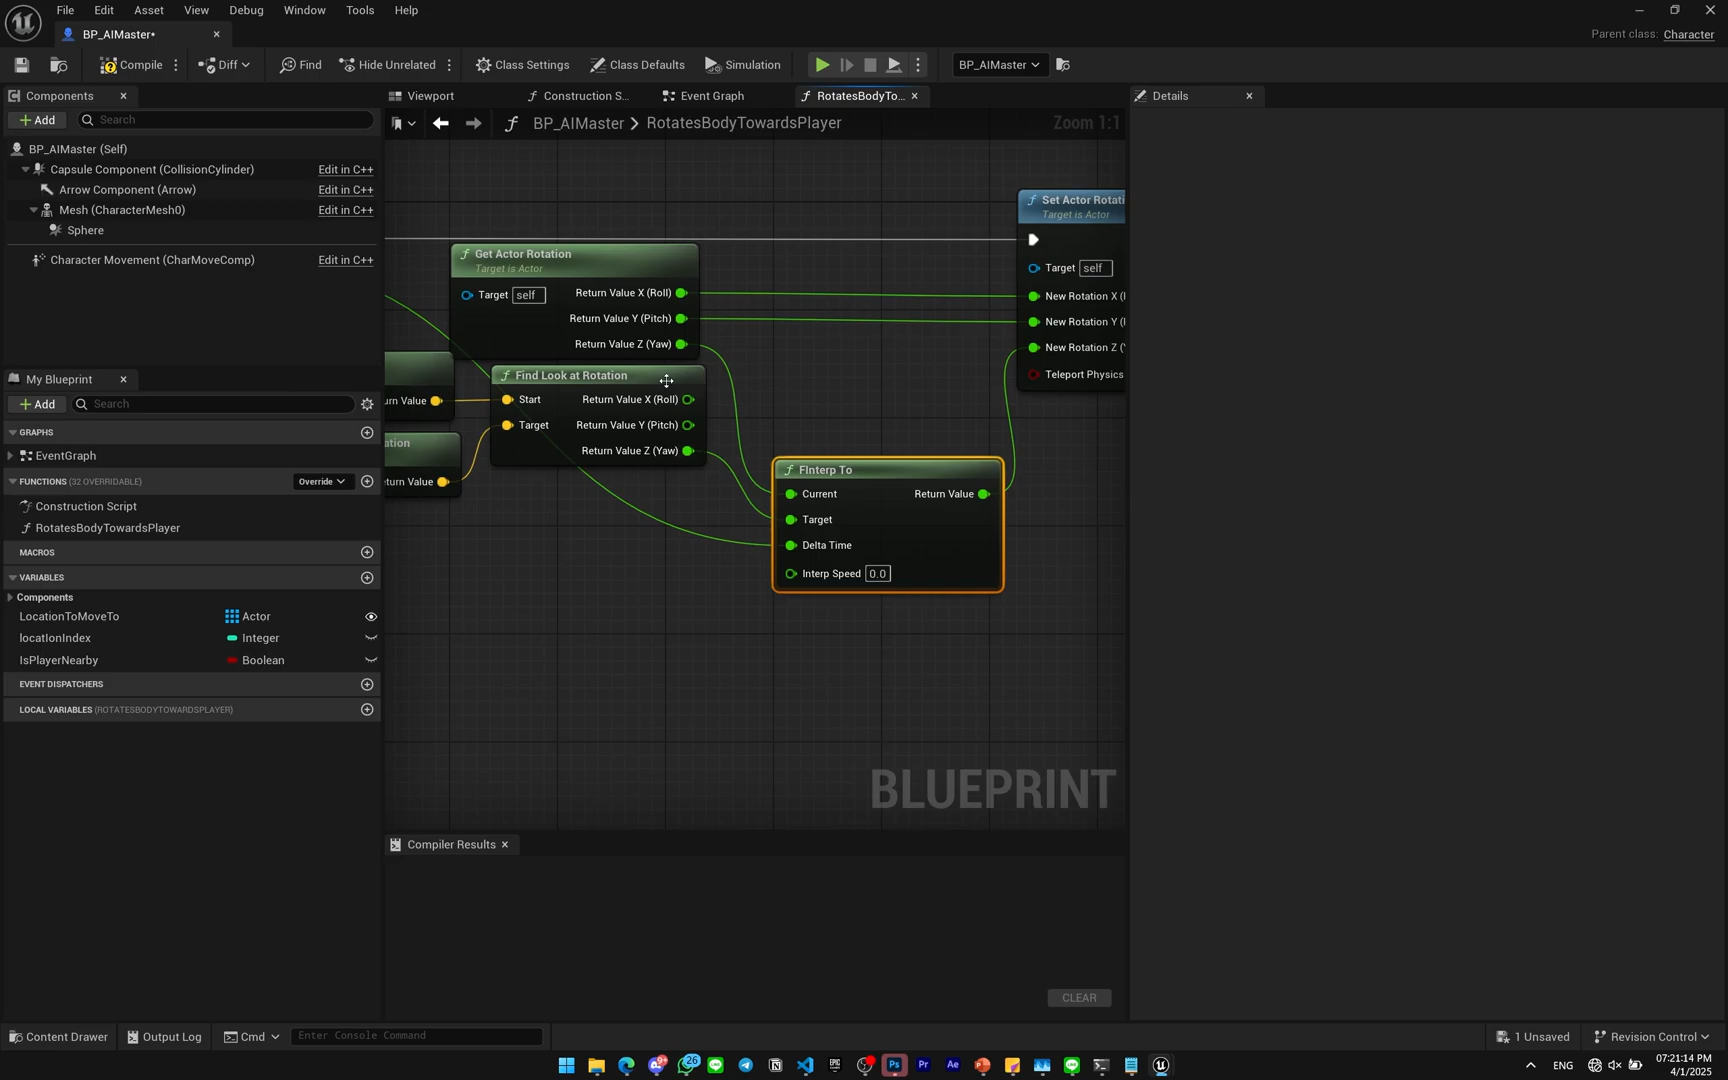 File Edit Asset View Debug Window Tools Help
BP_AIMaster•
Parent class: Character
Compile Diff Find Hide Unrelated Class Settings Class Defaults Simulation BP_AIMaster
Components Viewport Construction S... Event Graph RotatesBodyTo... Details
Add Search
BP_AIMaster > RotatesBodyTowardsPlayer Zoom 1:1
BP_AIMaster (Self)
Capsule Component (CollisionCylinder) Edit in C++
Arrow Component (Arrow) Edit in C++
Mesh (CharacterMesh0) Edit in C++
Sphere
Character Movement (CharMoveComp) Edit in C++
My Blueprint
Add Search
GRAPHS
EventGraph
FUNCTIONS (32 OVERRIDABLE) Override
Construction Script
RotatesBodyTowardsPlayer
MACROS
VARIABLES
Components
LocationToMoveTo Actor
locatIonIndex Integer
IsPlayerNearby Boolean
EVENT DISPATCHERS
LOCAL VARIABLES (ROTATESBODYTOWARDSPLAYER)
Get Actor Rotation
Target is Actor
Target self Return Value X (Roll)
Return Value Y (Pitch)
Return Value Z (Yaw)
urn Value
ation
eturn Value
Find Look at Rotation
Start Return Value X (Roll)
Target Return Value Y (Pitch)
Return Value Z (Yaw)
FInterp To
Current Return Value
Target
Delta Time
Interp Speed 0.0
Set Actor Rotati
Target is Actor
Target self
New Rotation X (
New Rotation Y (
New Rotation Z (
Teleport Physics
BLUEPRINT
Compiler Results
CLEAR
Content Drawer Output Log Cmd Enter Console Command 1 Unsaved Revision Control
9+ 26
Ps Pr Ae
ENG
07:21:14 PM
4/1/2025